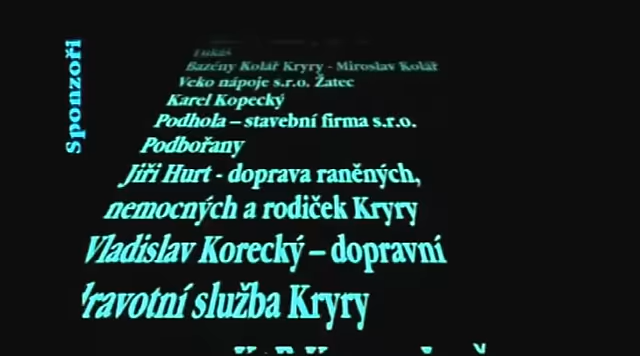 Sponzoři
Lukáš
Bazény Kolář Kryry - Miroslav Kolář
Veko nápoje s.r.o. Žatec
Karel Kopecký
Podhola – stavební firma s.r.o.
Podbořany
Jiří Hurt - doprava raněných,
nemocných a rodiček Kryry
Vladislav Korecký – dopravní
služba Kryry